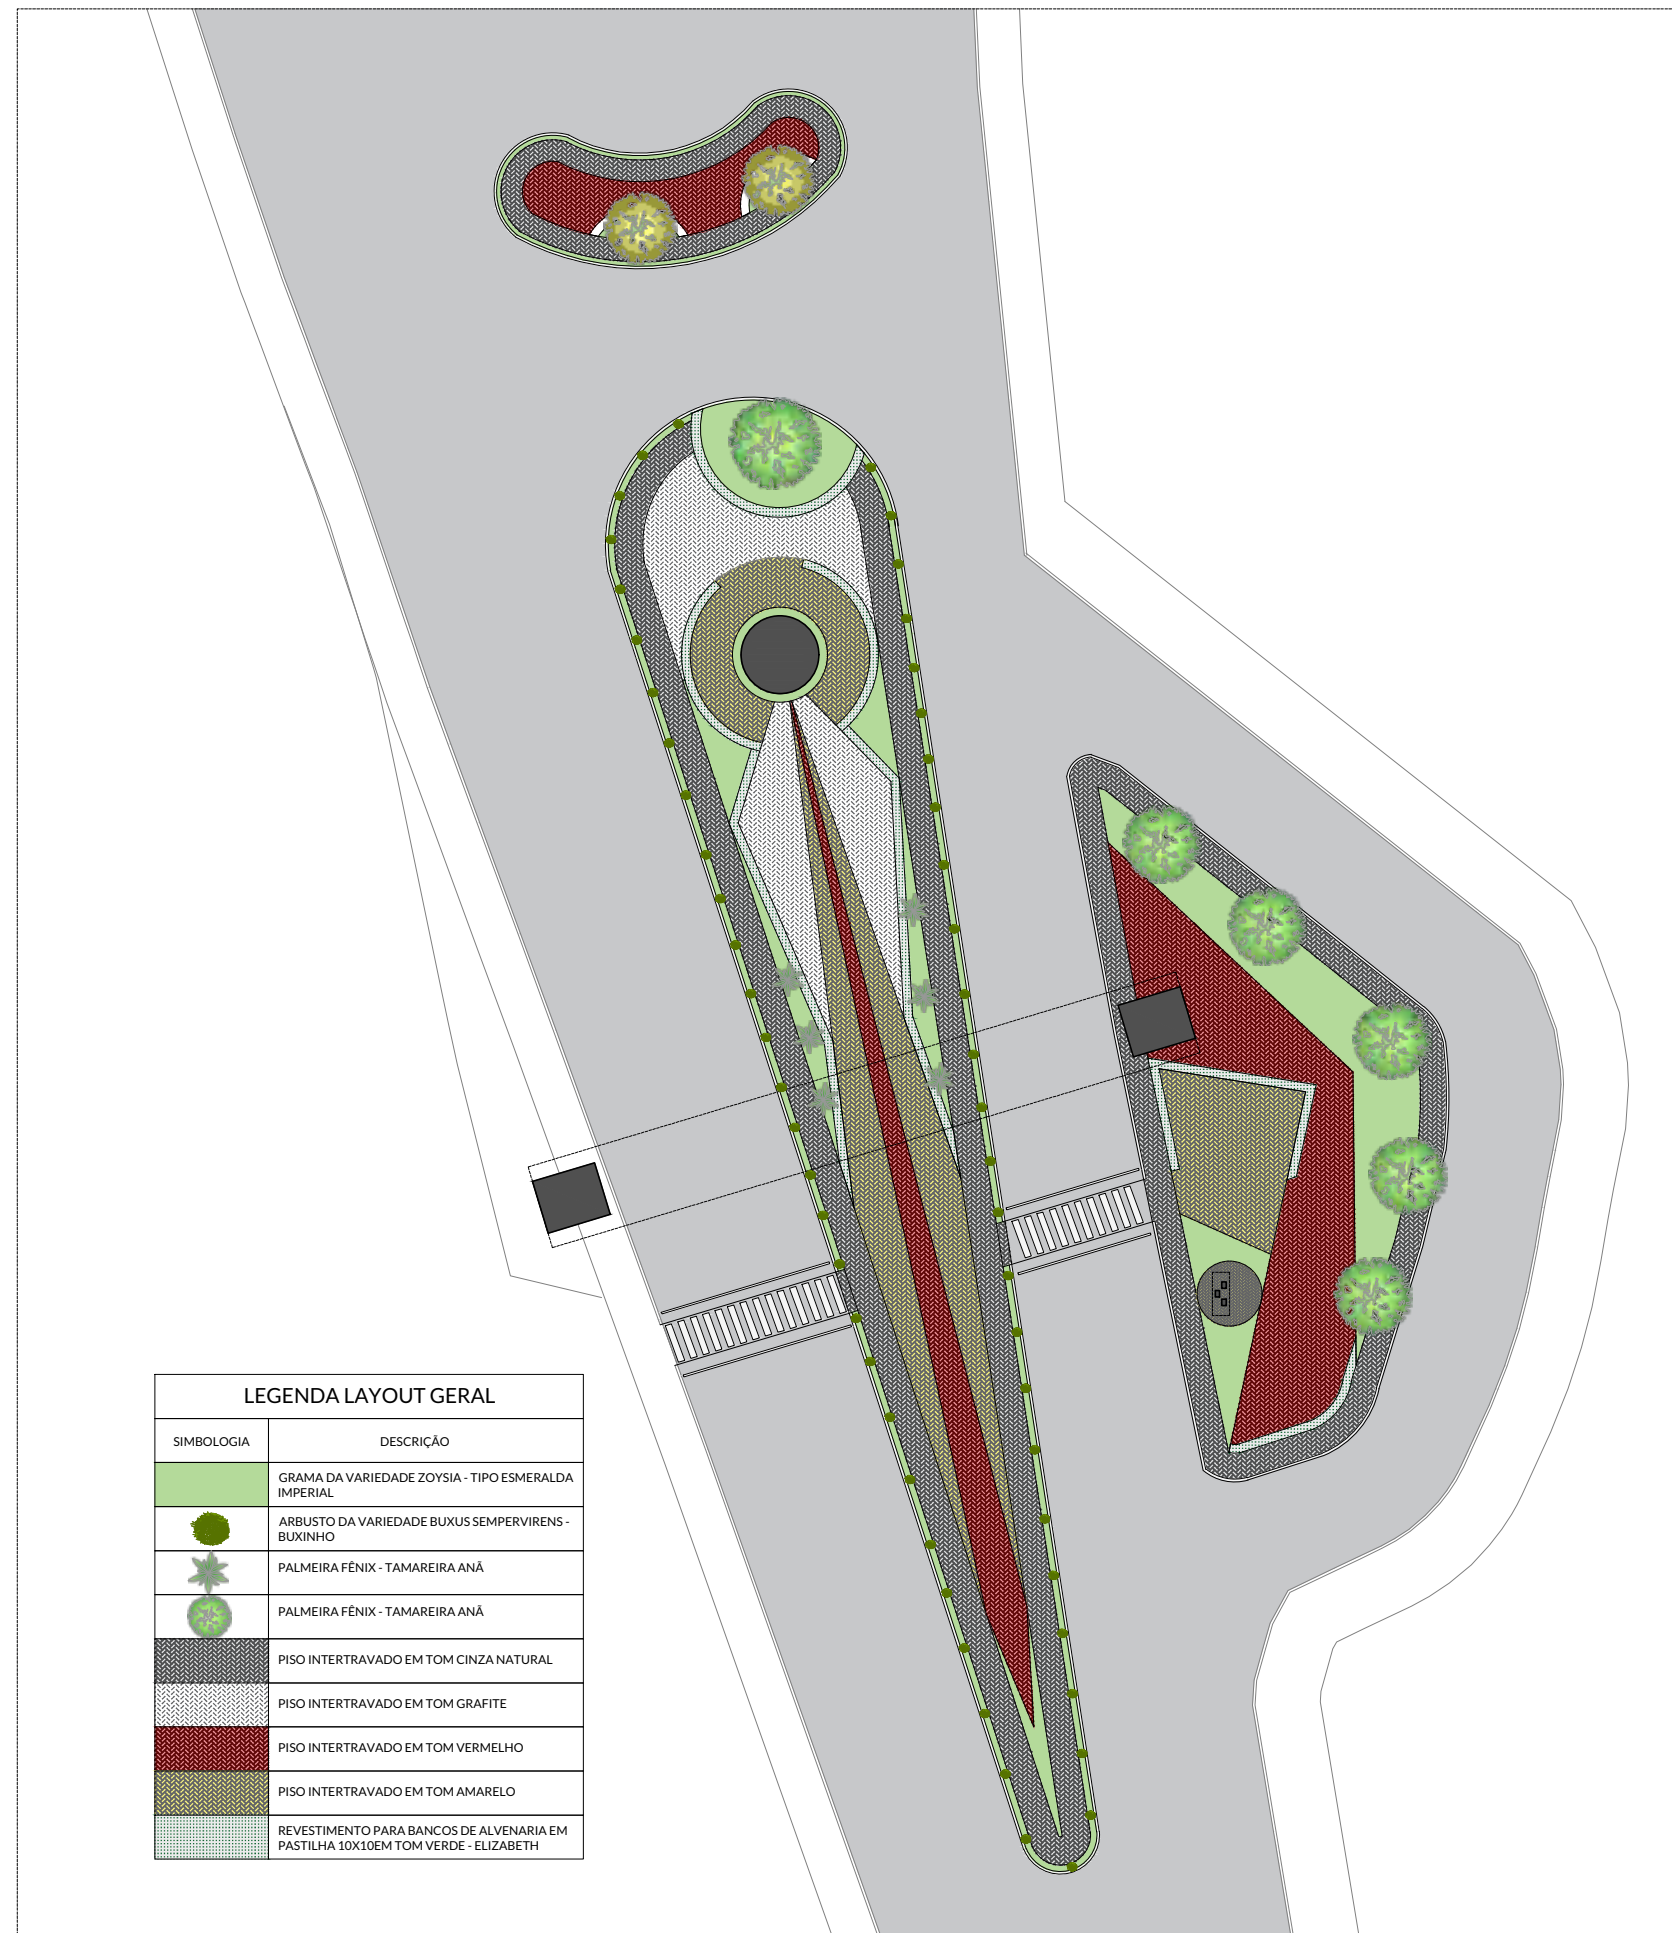 LEGENDA LAYOUT GERAL
SIMBOLOGIA
DESCRIÇÃO
GRAMA DA VARIEDADE ZOYSIA - TIPO ESMERALDA
IMPERIAL
ARBUSTO DA VARIEDADE BUXUS SEMPERVIRENS -
BUXINHO
PALMEIRA FÊNIX - TAMAREIRA ANÃ
PALMEIRA FÊNIX - TAMAREIRA ANÃ
PISO INTERTRAVADO EM TOM CINZA NATURAL
PISO INTERTRAVADO EM TOM GRAFITE
PISO INTERTRAVADO EM TOM VERMELHO
PISO INTERTRAVADO EM TOM AMARELO
REVESTIMENTO PARA BANCOS DE ALVENARIA EM
PASTILHA 10X10EM TOM VERDE - ELIZABETH